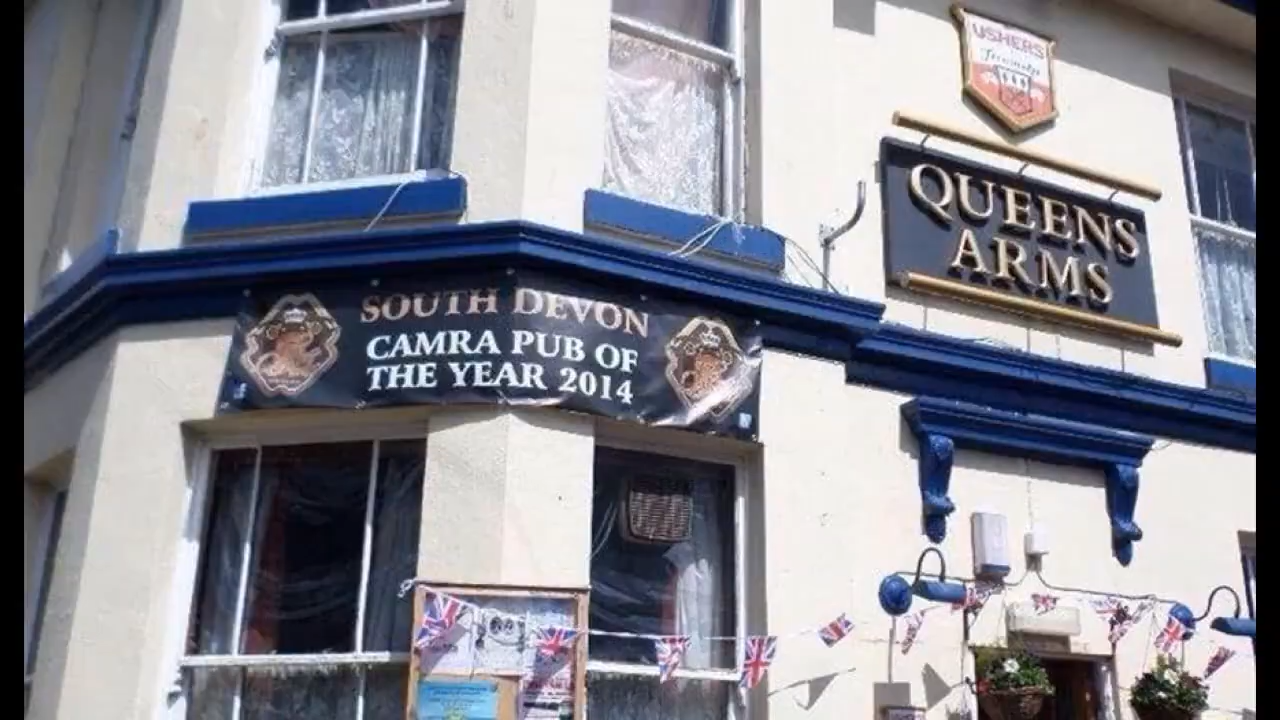 USHERS
QUEENS
ARMS
SOUTH DEVON
CAMRA PUB OF
THE YEAR 2014